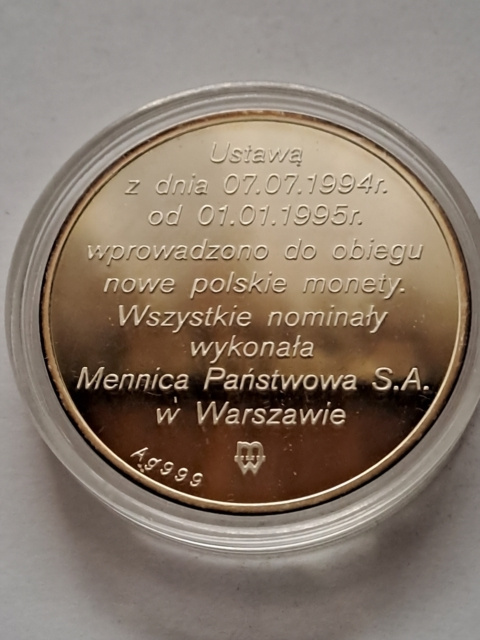 Ustawą
z dnia 07.07.1994r.
od 01.01.1995r.
wprowadzono do obiegu
nowe polskie monety.
Wszystkie nominały
wykonała
Mennica Państwowa S.A.
w Warszawie
Ag999